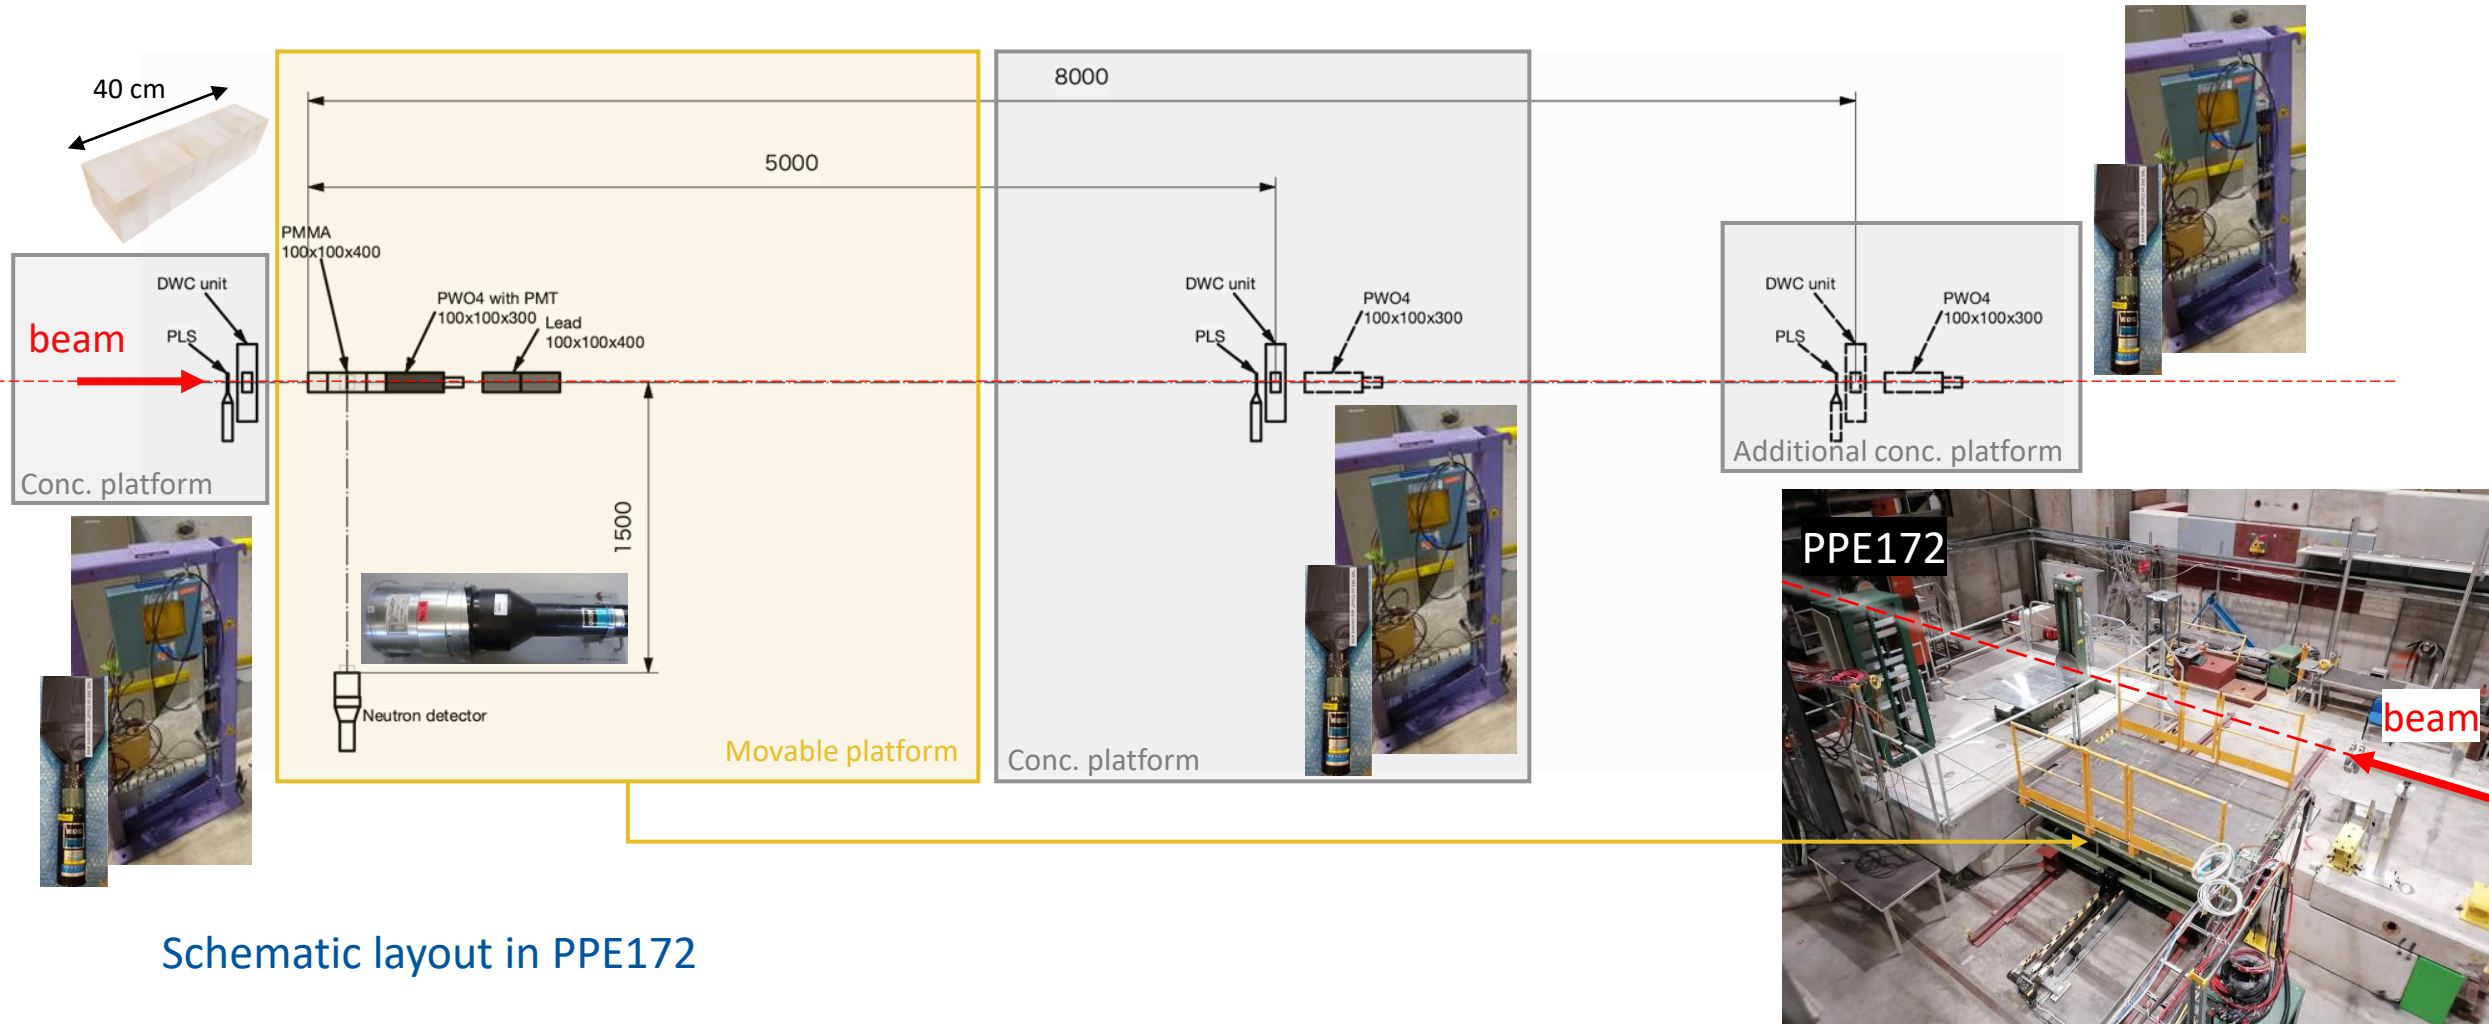 40 cm
8000
5000
PMMA
100x100x400
DWC unit
PLS
beam
Conc. platform
PWO4 with PMT
100x100x300
Lead
100x100x400
1500
Neutron detector
Movable platform
DWC unit
PLS
PWO4
100x100x300
Conc. platform
DWC unit
PLS
PWO4
100x100x300
Additional conc. platform
PPE172
beam
Schematic layout in PPE172